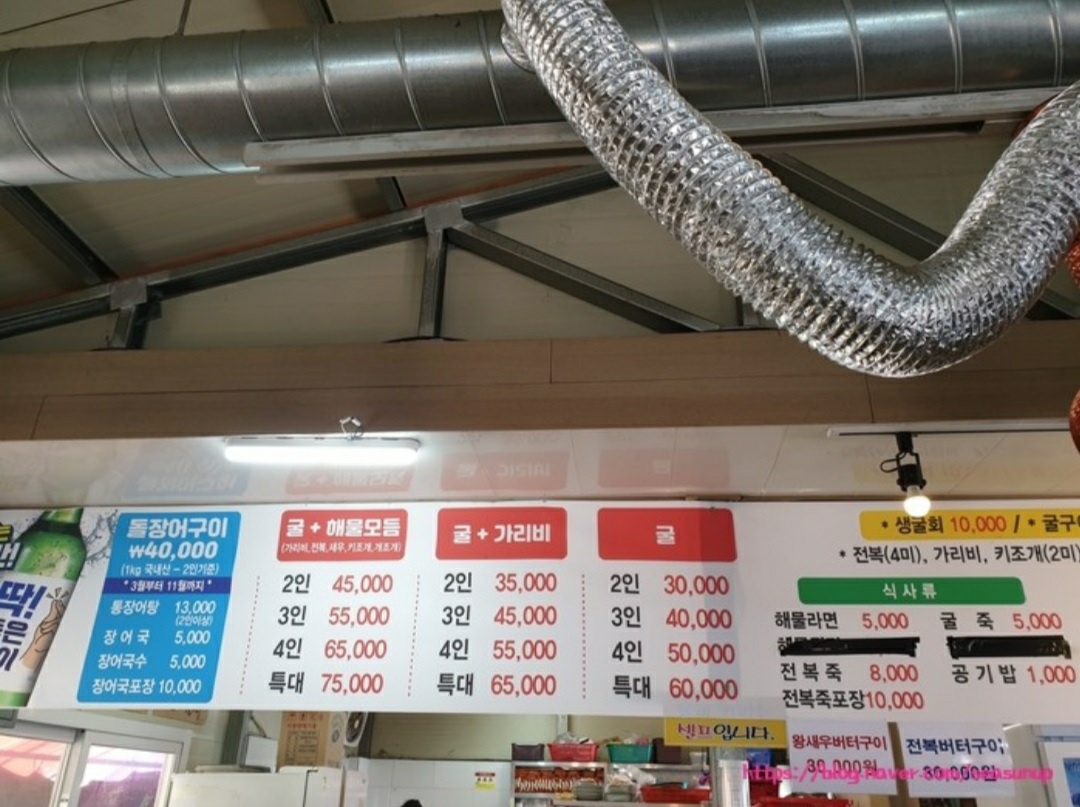 돌장어구이
₩40,000
(1kg 국내산 - 2인기준)
* 3월부터 11월까지 *
통장어탕 13,000
(2인이상)
장어국 5,000
장어국수 5,000
장어국포장 10,000
굴 + 해물모듬
(가리비,전복,새우,키조개,개조개)
2인 45,000
3인 55,000
4인 65,000
특대 75,000
굴 + 가리비
2인 35,000
3인 45,000
4인 55,000
특대 65,000
굴
2인 30,000
3인 40,000
4인 50,000
특대 60,000
* 생굴회 10,000 / * 굴구
* 전복(4미), 가리비, 키조개(2미)
식사류
해물라면 5,000 굴 죽 5,000
전복죽 8,000 공기밥 1,000
전복죽포장 10,000
셀프입니다.
왕새우버터구이
30,000원
전복버터구이
30,000원